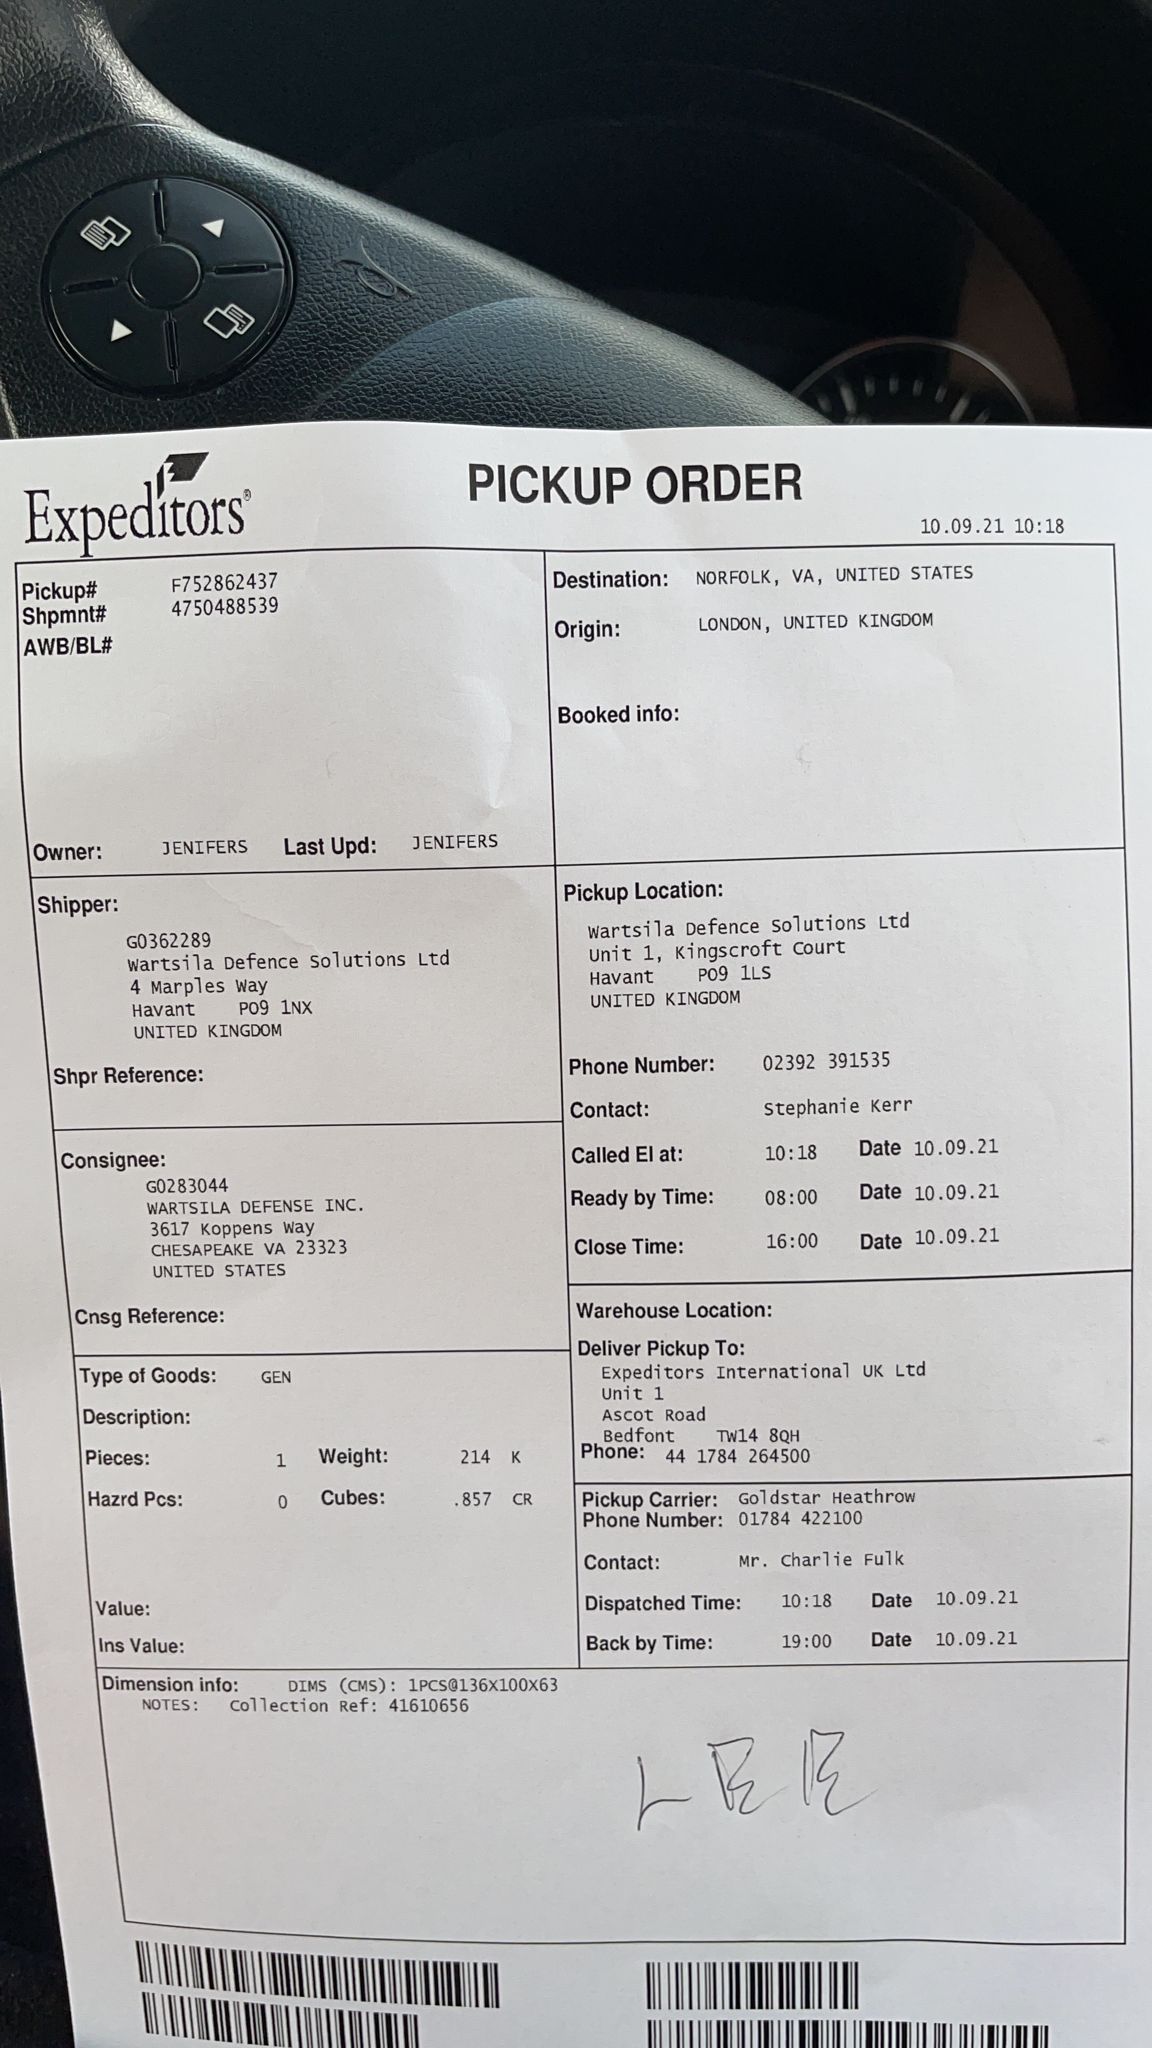 Expeditors®
PICKUP ORDER
10.09.21 10:18
Pickup# F752862437
Shpmnt# 4750488539
AWB/BL#
Owner: JENIFERS Last Upd: JENIFERS
Destination: NORFOLK, VA, UNITED STATES
Origin: LONDON, UNITED KINGDOM
Booked info:
Shipper:
G0362289
Wartsila Defence Solutions Ltd
4 Marples Way
Havant PO9 1NX
UNITED KINGDOM
Shpr Reference:
Pickup Location:
Wartsila Defence Solutions Ltd
Unit 1, Kingscroft Court
Havant PO9 1LS
UNITED KINGDOM
Phone Number: 02392 391535
Contact: Stephanie Kerr
Called EI at: 10:18 Date 10.09.21
Ready by Time: 08:00 Date 10.09.21
Close Time: 16:00 Date 10.09.21
Consignee:
G0283044
WARTSILA DEFENSE INC.
3617 Koppens Way
CHESAPEAKE VA 23323
UNITED STATES
Cnsg Reference:
Warehouse Location:
Deliver Pickup To:
Expeditors International UK Ltd
Unit 1
Ascot Road
Bedfont TW14 8QH
Phone: 44 1784 264500
Type of Goods: GEN
Description:
Pieces: 1 Weight: 214 K
Hazrd Pcs: 0 Cubes: .857 CR
Value:
Ins Value:
Pickup Carrier: Goldstar Heathrow
Phone Number: 01784 422100
Contact: Mr. Charlie Fulk
Dispatched Time: 10:18 Date 10.09.21
Back by Time: 19:00 Date 10.09.21
Dimension info: DIMS (CMS): 1PCS@136X100X63
NOTES: Collection Ref: 41610656
LEE